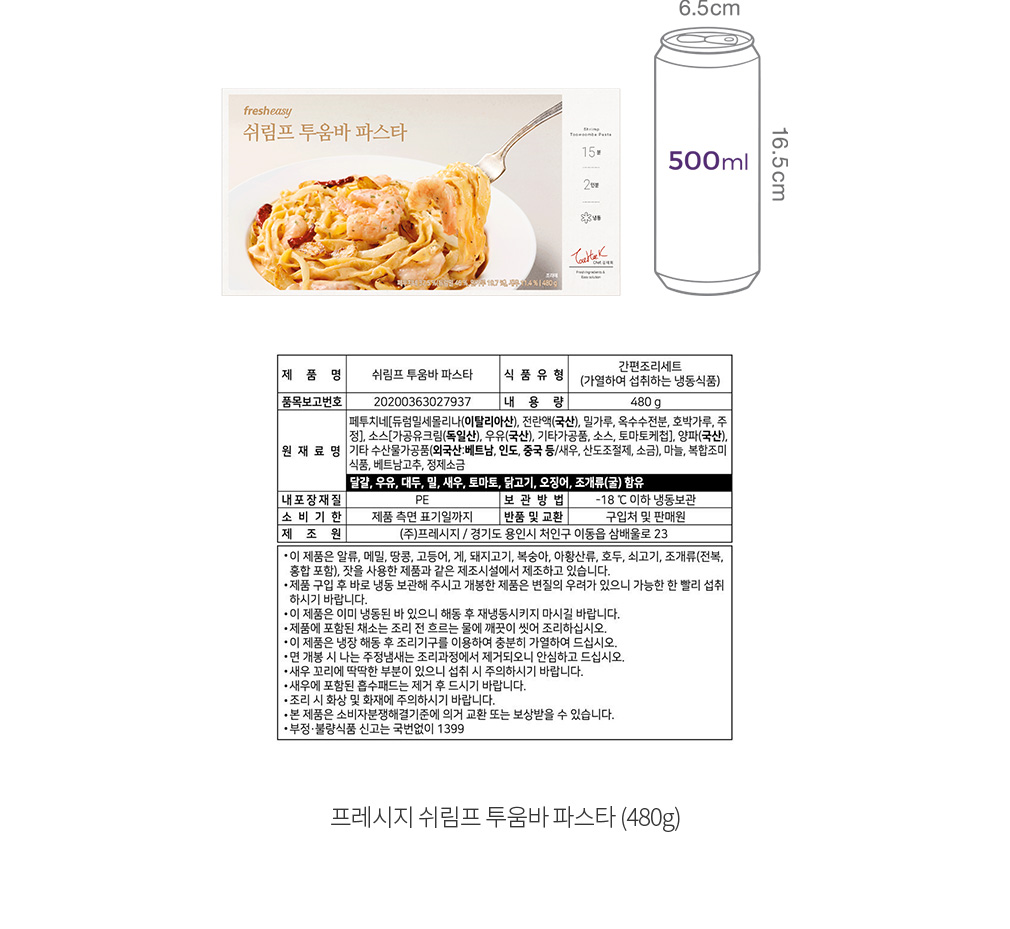 6.5cm
fresheasy
쉬림프 투움바 파스타
Shrimp
Toowoomba Pasta
15분
2인분
냉동
Chef 김태호
Fresh ingredients &
Easy solution
조리예
480 g
500ml
16.5cm
제 품 명 쉬림프 투움바 파스타 식 품 유 형 간편조리세트
(가열하여 섭취하는 냉동식품)
품목보고번호 20200363027937 내 용 량 480 g
원 재 료 명 페투치네[듀럼밀세몰리나(이탈리아산), 전란액(국산), 밀가루, 옥수수전분, 호박가루, 주
정], 소스[가공유크림(독일산), 우유(국산), 기타가공품, 소스, 토마토케첩], 양파(국산),
기타 수산물가공품(외국산:베트남, 인도, 중국 등/새우, 산도조절제, 소금), 마늘, 복합조미
식품, 베트남고추, 정제소금
달걀, 우유, 대두, 밀, 새우, 토마토, 닭고기, 오징어, 조개류(굴) 함유
내포장재질 PE 보 관 방 법 -18 ℃ 이하 냉동보관
소 비 기 한 제품 측면 표기일까지 반품 및 교환 구입처 및 판매원
제 조 원 (주)프레시지 / 경기도 용인시 처인구 이동읍 삼배울로 23
•이 제품은 알류, 메밀, 땅콩, 고등어, 게, 돼지고기, 복숭아, 아황산류, 호두, 쇠고기, 조개류(전복,
홍합 포함), 잣을 사용한 제품과 같은 제조시설에서 제조하고 있습니다.
•제품 구입 후 바로 냉동 보관해 주시고 개봉한 제품은 변질의 우려가 있으니 가능한 한 빨리 섭취
하시기 바랍니다.
•이 제품은 이미 냉동된 바 있으니 해동 후 재냉동시키지 마시길 바랍니다.
•제품에 포함된 채소는 조리 전 흐르는 물에 깨끗이 씻어 조리하십시오.
•이 제품은 냉장 해동 후 조리기구를 이용하여 충분히 가열하여 드십시오.
•면 개봉 시 나는 주정냄새는 조리과정에서 제거되오니 안심하고 드십시오.
•새우 꼬리에 딱딱한 부분이 있으니 섭취 시 주의하시기 바랍니다.
•새우에 포함된 흡수패드는 제거 후 드시기 바랍니다.
•조리 시 화상 및 화재에 주의하시기 바랍니다.
•본 제품은 소비자분쟁해결기준에 의거 교환 또는 보상받을 수 있습니다.
•부정·불량식품 신고는 국번없이 1399
프레시지 쉬림프 투움바 파스타 (480g)